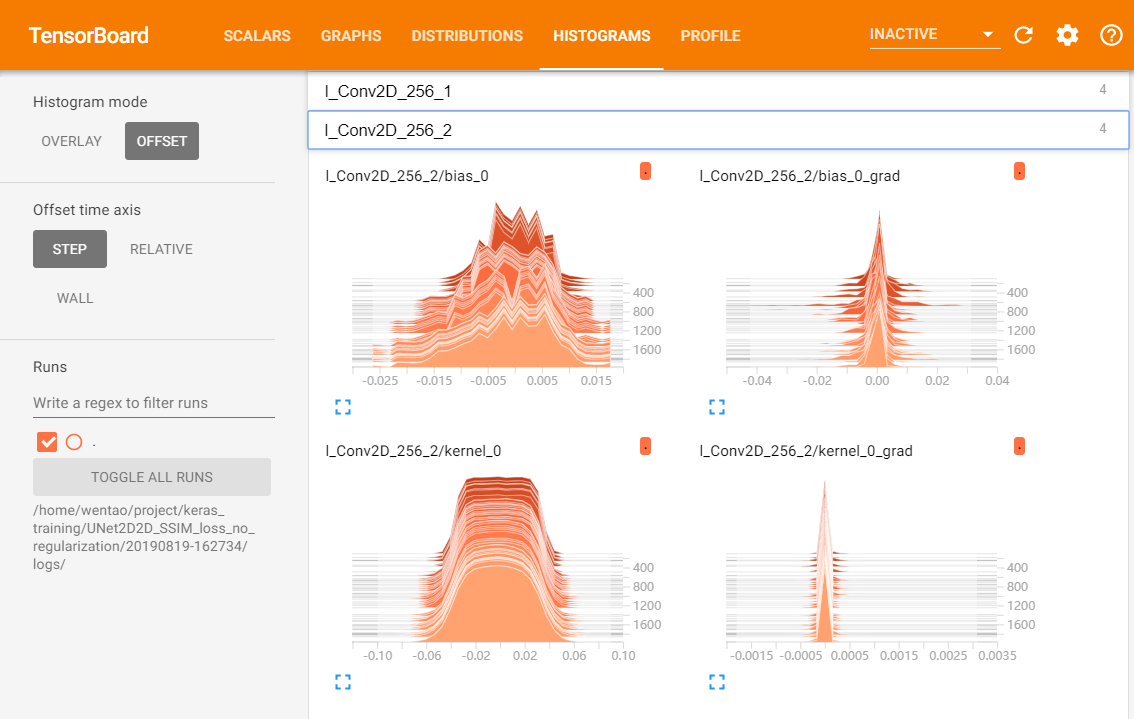 TensorBoard
SCALARS GRAPHS DISTRIBUTIONS HISTOGRAMS PROFILE
INACTIVE
Histogram mode
OVERLAY OFFSET
Offset time axis
STEP RELATIVE
WALL
Runs
Write a regex to filter runs
.
TOGGLE ALL RUNS
/home/wentao/project/keras_
training/UNet2D2D_SSIM_loss_no_
regularization/20190819-162734/
logs/
l_Conv2D_256_1 4
l_Conv2D_256_2 4
l_Conv2D_256_2/bias_0 .
400
800
1200
1600
-0.025 -0.015 -0.005 0.005 0.015
l_Conv2D_256_2/bias_0_grad .
400
800
1200
1600
-0.04 -0.02 0.00 0.02 0.04
l_Conv2D_256_2/kernel_0 .
400
800
1200
1600
-0.10 -0.06 -0.02 0.02 0.06 0.10
l_Conv2D_256_2/kernel_0_grad .
400
800
1200
1600
-0.0015 -0.0005 0.0005 0.0015 0.0025 0.0035